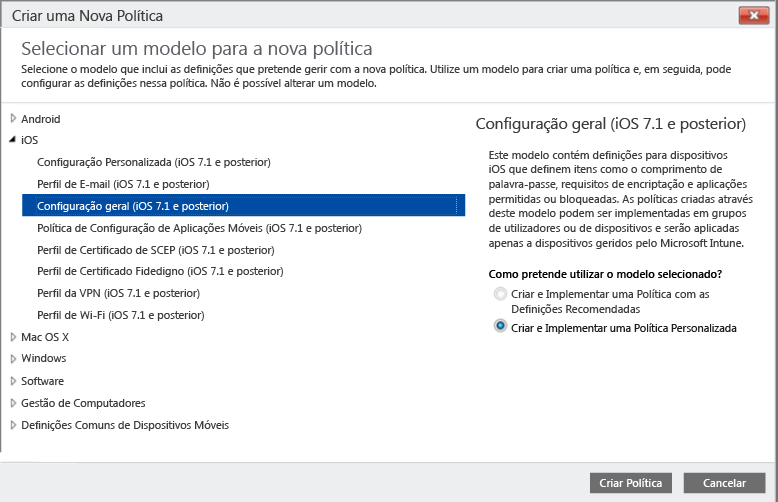 Criar uma Nova Política
Selecionar um modelo para a nova política
Selecione o modelo que inclui as definições que pretende gerir com a nova política. Utilize um modelo para criar uma política e, em seguida, pode
configurar as definições nessa política. Não é possível alterar um modelo.
Android
iOS
Configuração Personalizada (iOS 7.1 e posterior)
Perfil de E-mail (iOS 7.1 e posterior)
Configuração geral (iOS 7.1 e posterior)
Política de Configuração de Aplicações Móveis (iOS 7.1 e posterior)
Perfil de Certificado de SCEP (iOS 7.1 e posterior)
Perfil de Certificado Fidedigno (iOS 7.1 e posterior)
Perfil da VPN (iOS 7.1 e posterior)
Perfil de Wi-Fi (iOS 7.1 e posterior)
Mac OS X
Windows
Software
Gestão de Computadores
Definições Comuns de Dispositivos Móveis
Configuração geral (iOS 7.1 e posterior)
Este modelo contém definições para dispositivos
iOS que definem itens como o comprimento de
palavra-passe, requisitos de encriptação e aplicações
permitidas ou bloqueadas. As políticas criadas através
deste modelo podem ser implementadas em grupos
de utilizadores ou de dispositivos e serão aplicadas
apenas a dispositivos geridos pelo Microsoft Intune.
Como pretende utilizar o modelo selecionado?
Criar e Implementar uma Política com as
Definições Recomendadas
Criar e Implementar uma Política Personalizada
Criar Política
Cancelar